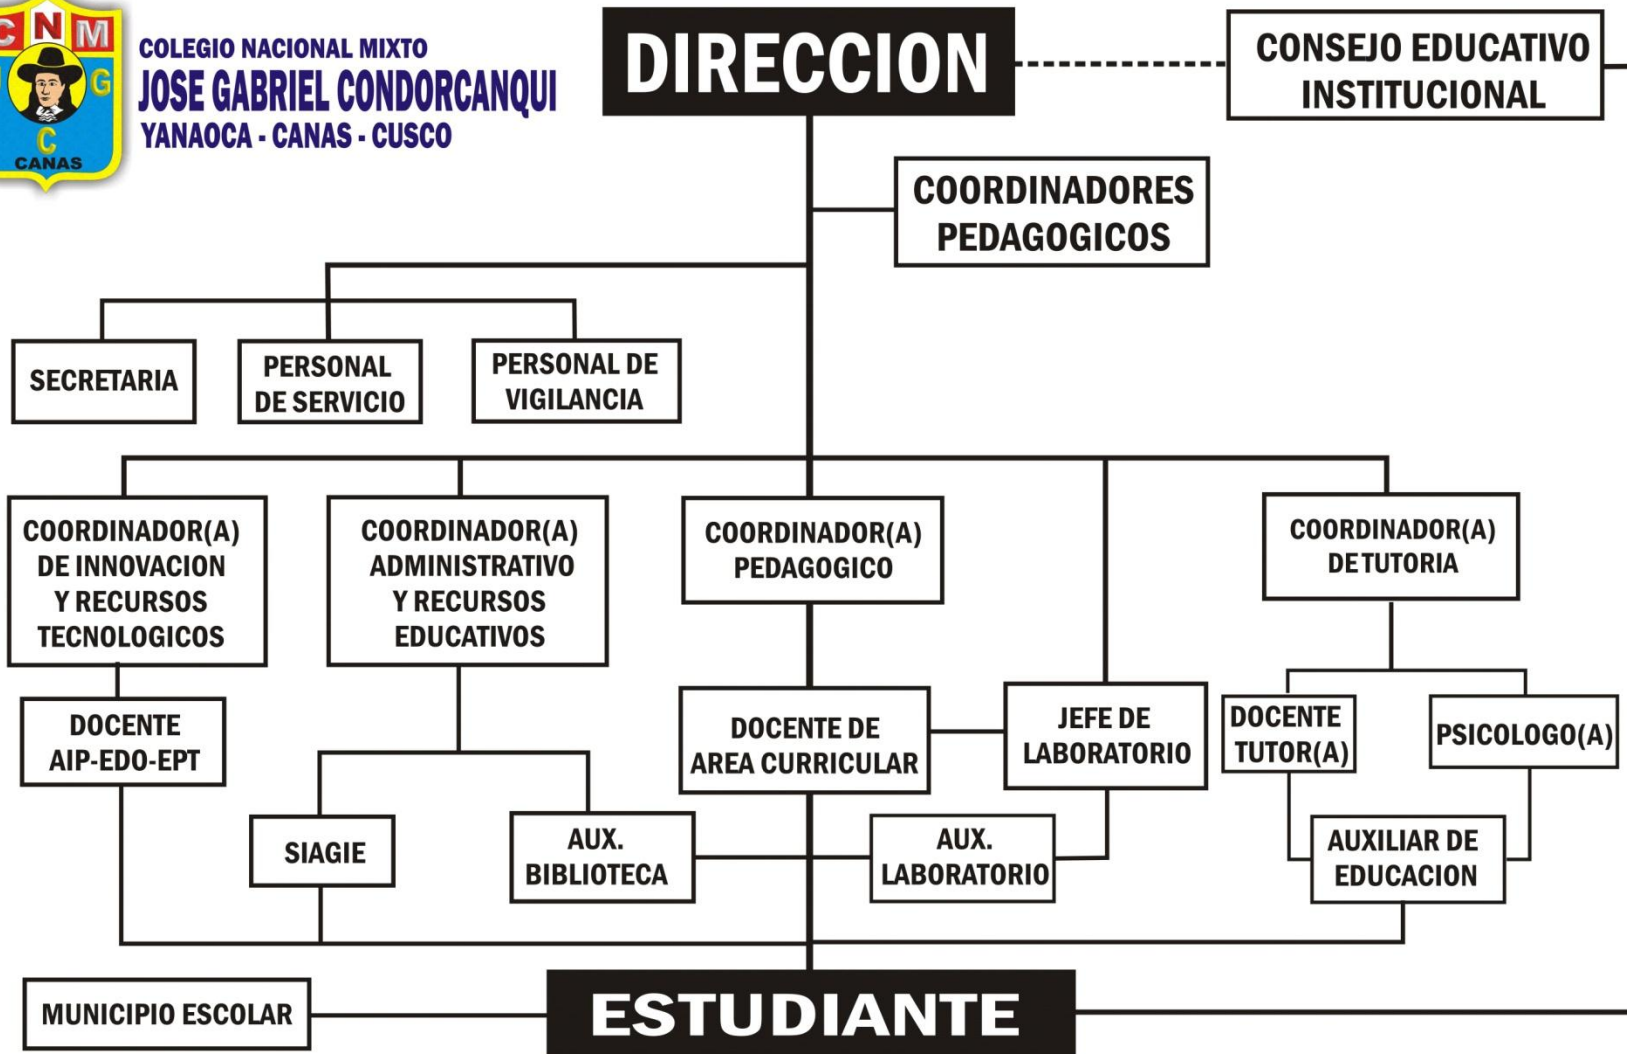 CNM
G
C
CANAS
COLEGIO NACIONAL MIXTO
JOSE GABRIEL CONDORCANQUI
YANAOCA - CANAS - CUSCO
DIRECCION
CONSEJO EDUCATIVO
INSTITUCIONAL
COORDINADORES
PEDAGOGICOS
SECRETARIA
PERSONAL
DE SERVICIO
PERSONAL DE
VIGILANCIA
COORDINADOR(A)
DE INNOVACION
Y RECURSOS
TECNOLOGICOS
COORDINADOR(A)
ADMINISTRATIVO
Y RECURSOS
EDUCATIVOS
COORDINADOR(A)
PEDAGOGICO
COORDINADOR(A)
DE TUTORIA
DOCENTE
AIP-EDO-EPT
DOCENTE DE
AREA CURRICULAR
JEFE DE
LABORATORIO
DOCENTE
TUTOR(A)
PSICOLOGO(A)
SIAGIE
AUX.
BIBLIOTECA
AUX.
LABORATORIO
AUXILIAR DE
EDUCACION
MUNICIPIO ESCOLAR
ESTUDIANTE